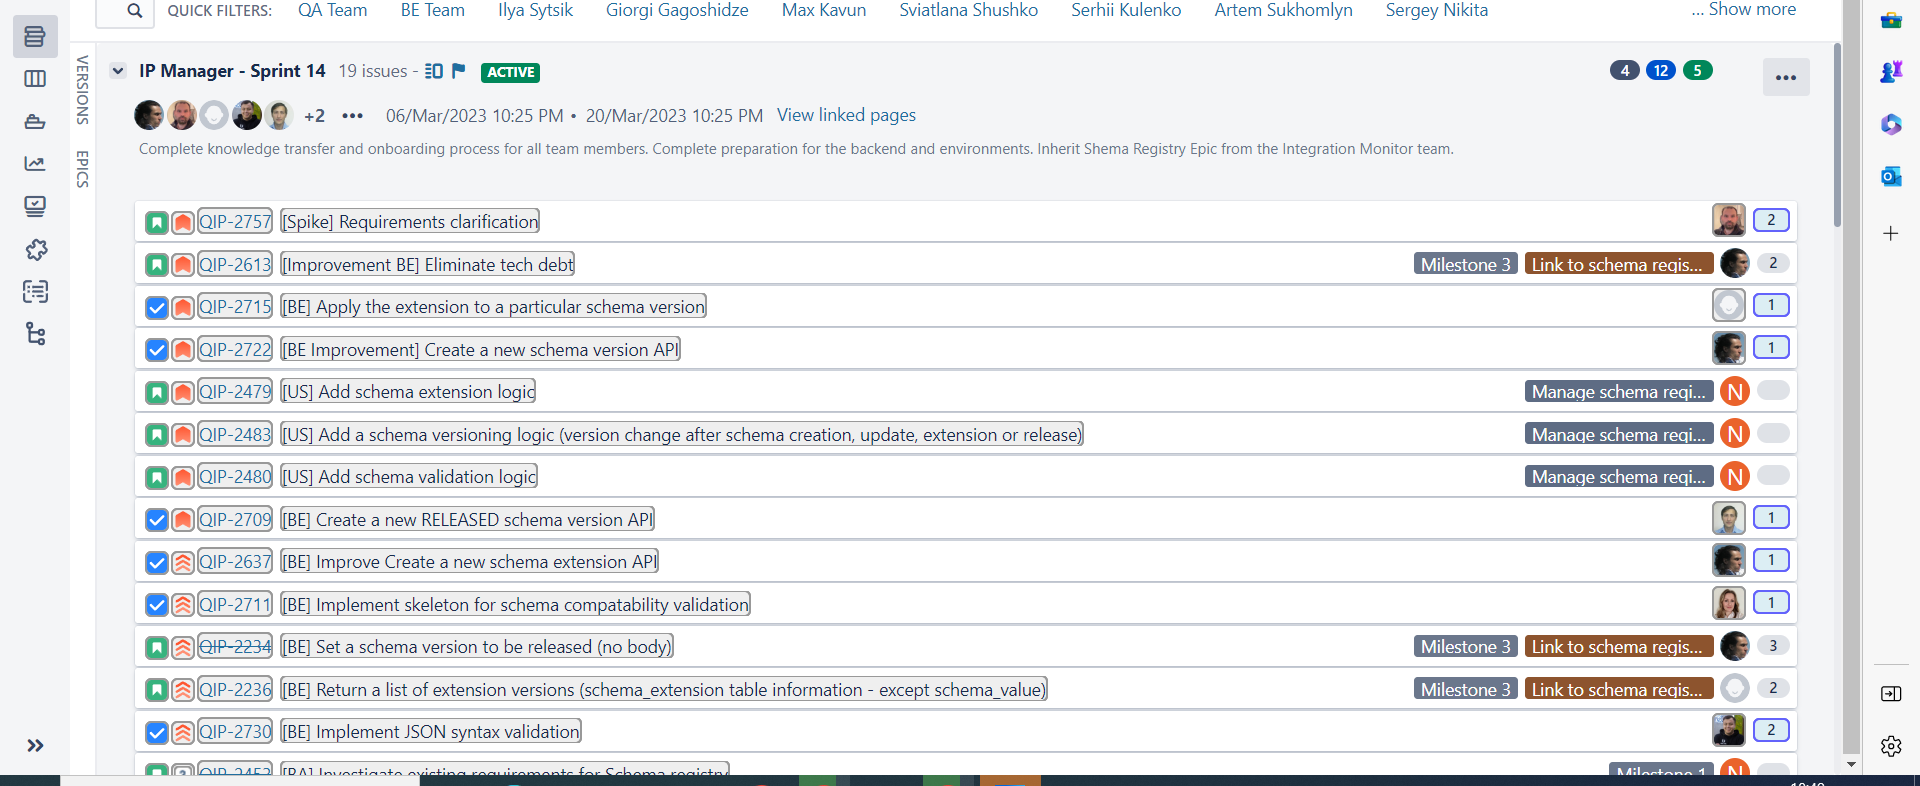 QUICK FILTERS: QA Team BE Team Ilya Sytsik Giorgi Gagoshidze Max Kavun Sviatlana Shushko Serhii Kulenko Artem Sukhomlyn Sergey Nikita ... Show more
VERSIONS
EPICS
IP Manager - Sprint 14 19 issues - ACTIVE 4 12 5
+2 ••• 06/Mar/2023 10:25 PM • 20/Mar/2023 10:25 PM View linked pages
Complete knowledge transfer and onboarding process for all team members. Complete preparation for the backend and environments. Inherit Shema Registry Epic from the Integration Monitor team.
QIP-2757 [Spike] Requirements clarification 2
QIP-2613 [Improvement BE] Eliminate tech debt Milestone 3 Link to schema regis... 2
QIP-2715 [BE] Apply the extension to a particular schema version 1
QIP-2722 [BE Improvement] Create a new schema version API 1
QIP-2479 [US] Add schema extension logic Manage schema regi... N
QIP-2483 [US] Add a schema versioning logic (version change after schema creation, update, extension or release) Manage schema regi... N
QIP-2480 [US] Add schema validation logic Manage schema regi... N
QIP-2709 [BE] Create a new RELEASED schema version API 1
QIP-2637 [BE] Improve Create a new schema extension API 1
QIP-2711 [BE] Implement skeleton for schema compatability validation 1
QIP-2234 [BE] Set a schema version to be released (no body) Milestone 3 Link to schema regis... 3
QIP-2236 [BE] Return a list of extension versions (schema_extension table information - except schema_value) Milestone 3 Link to schema regis... 2
QIP-2730 [BE] Implement JSON syntax validation 2
QIP-2453 [BA] Investigate existing requirements for Schema registry Milestone 1 N